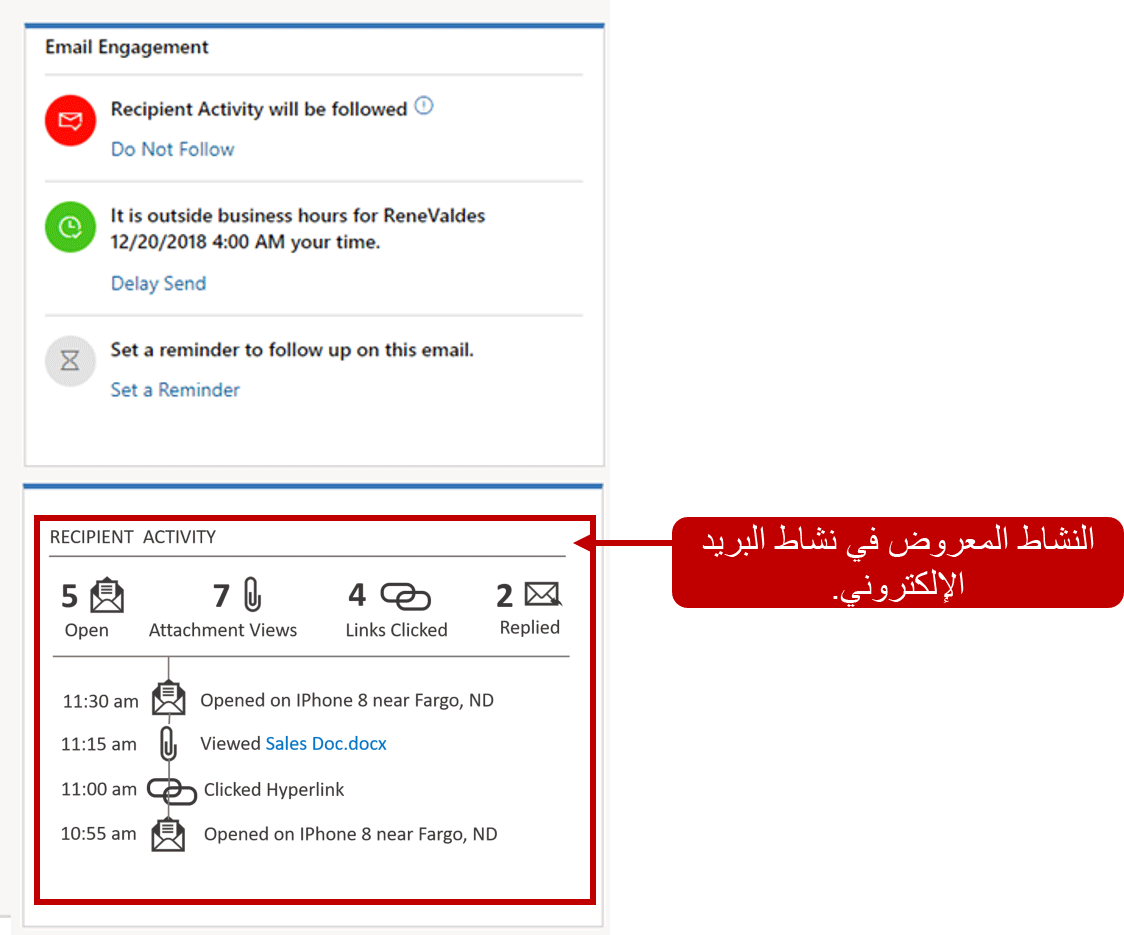 Email Engagement
Recipient Activity will be followed
Do Not Follow
It is outside business hours for ReneValdes
12/20/2018 4:00 AM your time.
Delay Send
Set a reminder to follow up on this email.
Set a Reminder
RECIPIENT ACTIVITY
5 7 4 2
Open Attachment Views Links Clicked Replied
11:30 am Opened on IPhone 8 near Fargo, ND
11:15 am Viewed Sales Doc.docx
11:00 am Clicked Hyperlink
10:55 am Opened on IPhone 8 near Fargo, ND
النشاط المعروض في نشاط البريد
الإلكتروني.